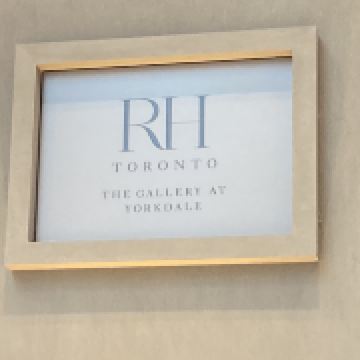 RH
TORONTO
THE GALLERY AT
YORKDALE